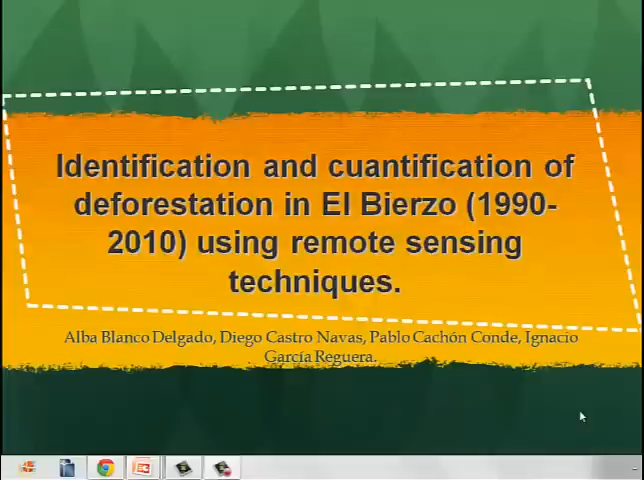 Identification and cuantification of
deforestation in El Bierzo (1990-
2010) using remote sensing
techniques.
Alba Blanco Delgado, Diego Castro Navas, Pablo Cachón Conde, Ignacio
García Reguera.